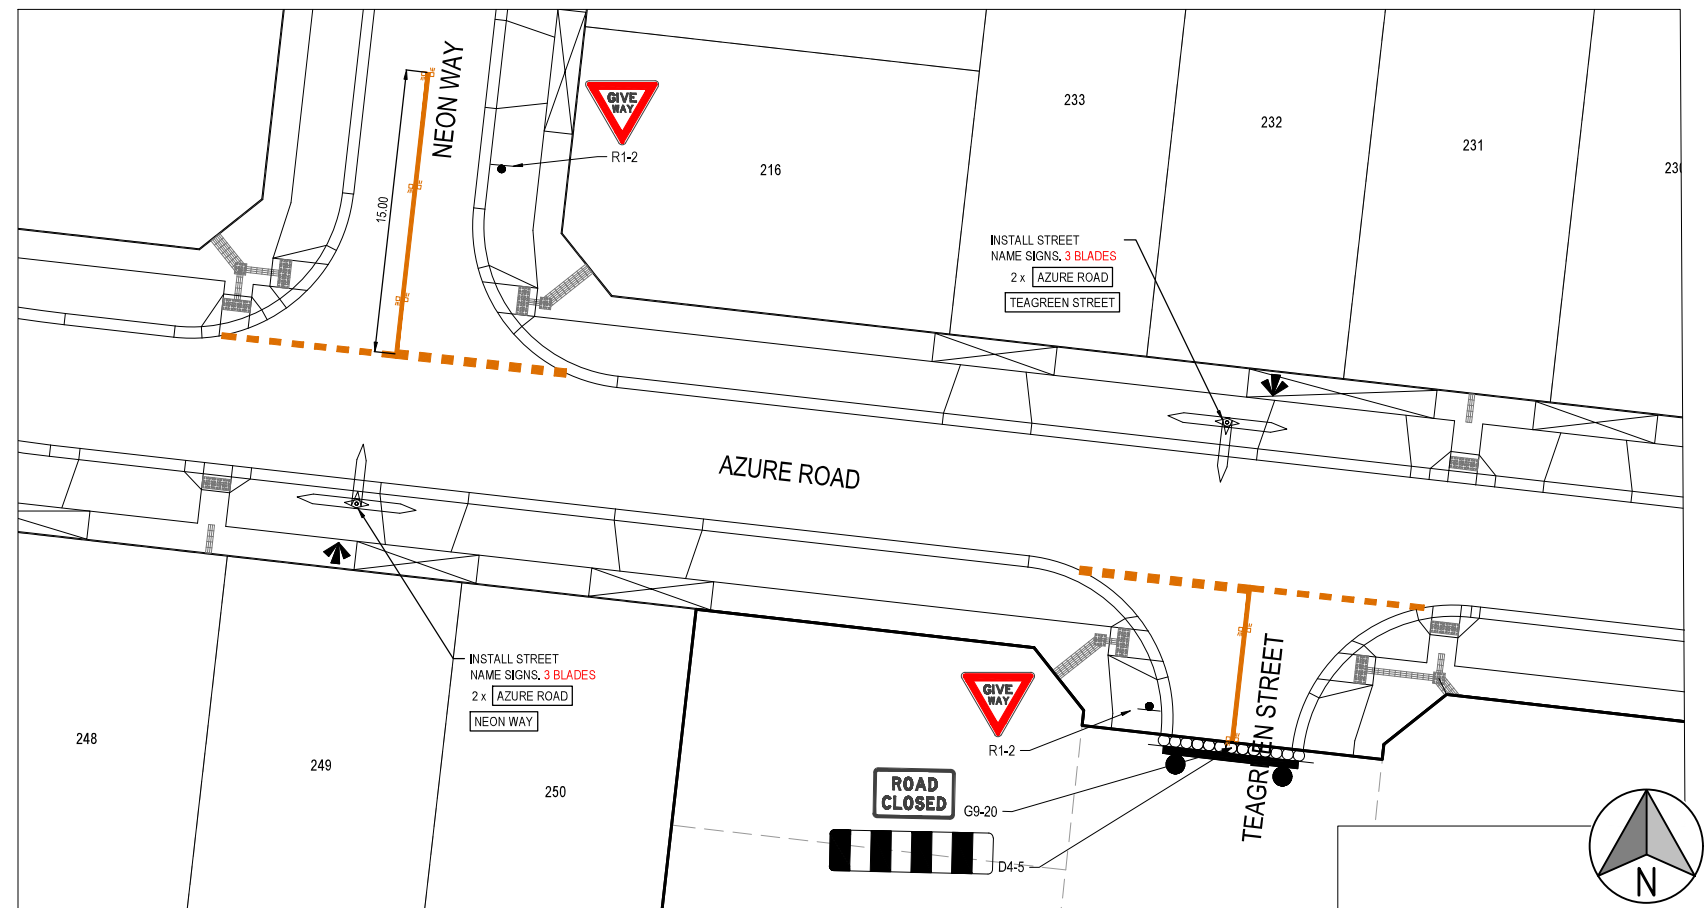 NEON WAY
GIVE
WAY
R1-2
15.00
216
233
232
231
230
INSTALL STREET
NAME SIGNS. 3 BLADES
2 x AZURE ROAD
TEAGREEN STREET
AZURE ROAD
INSTALL STREET
NAME SIGNS. 3 BLADES
2 x AZURE ROAD
NEON WAY
248
249
250
GIVE
WAY
R1-2
ROAD
CLOSED
G9-20
D4-5
TEAGREEN STREET
N